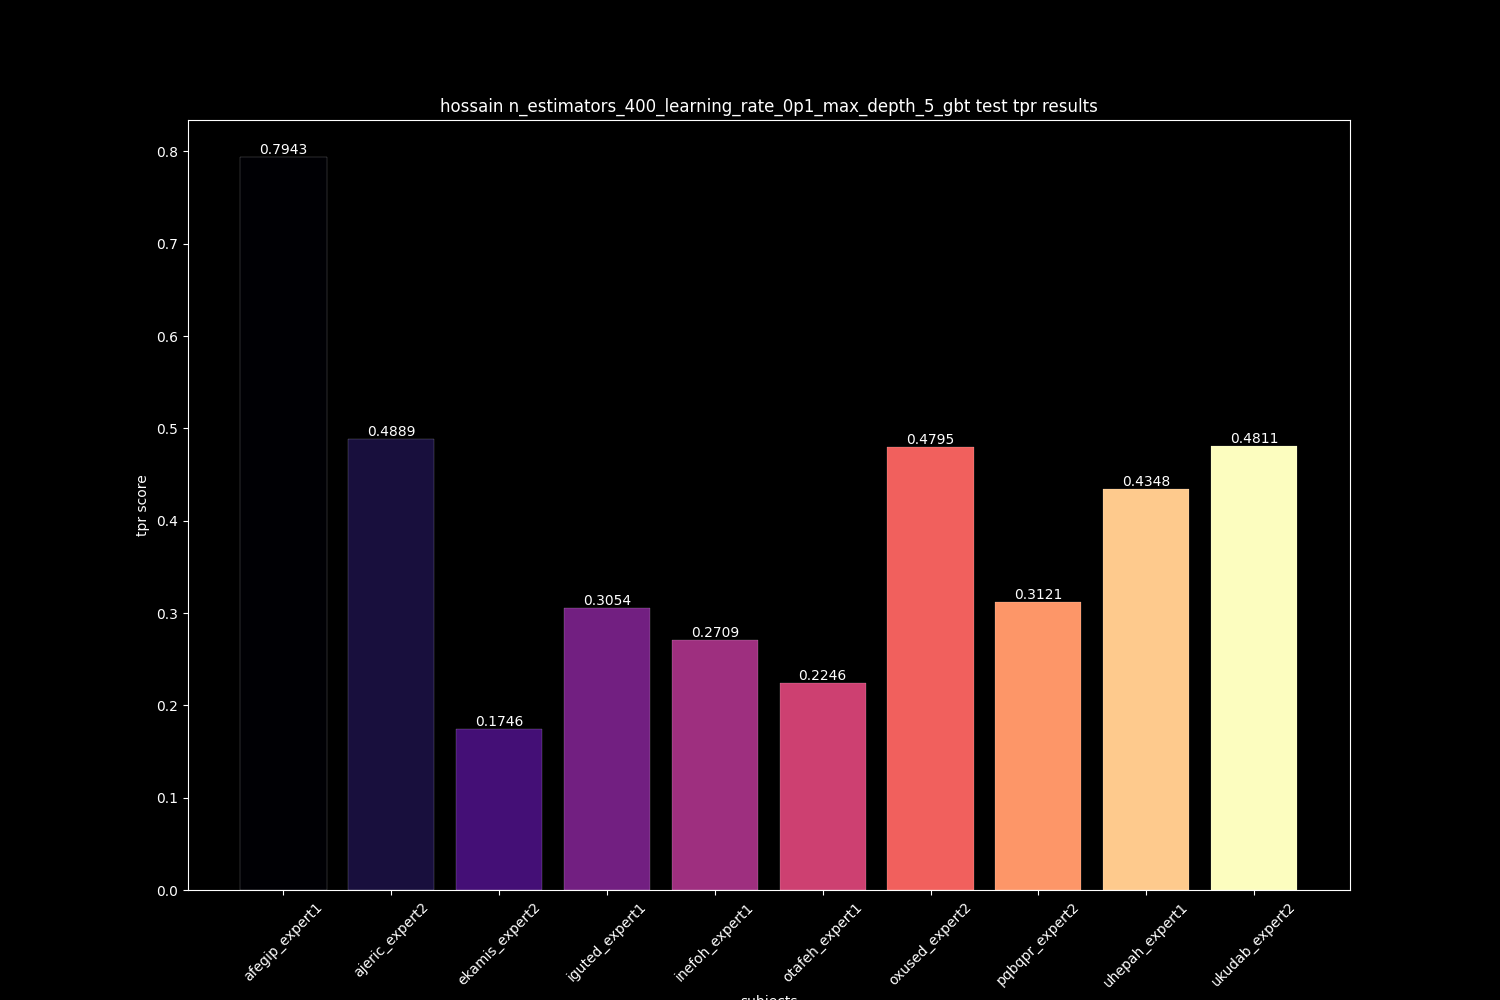 hossain n_estimators_400_learning_rate_0p1_max_depth_5_gbt test tpr results
0.8
0.7
0.6
0.5
0.4
0.3
0.2
0.1
0.0
tpr score
0.7943
0.4889
0.1746
0.3054
0.2709
0.2246
0.4795
0.3121
0.4348
0.4811
afegip_expert1
ajeric_expert2
ekamis_expert2
iguted_expert1
inefoh_expert1
otafeh_expert1
oxused_expert2
pqbqpr_expert2
uhepah_expert1
ukudab_expert2
subjects